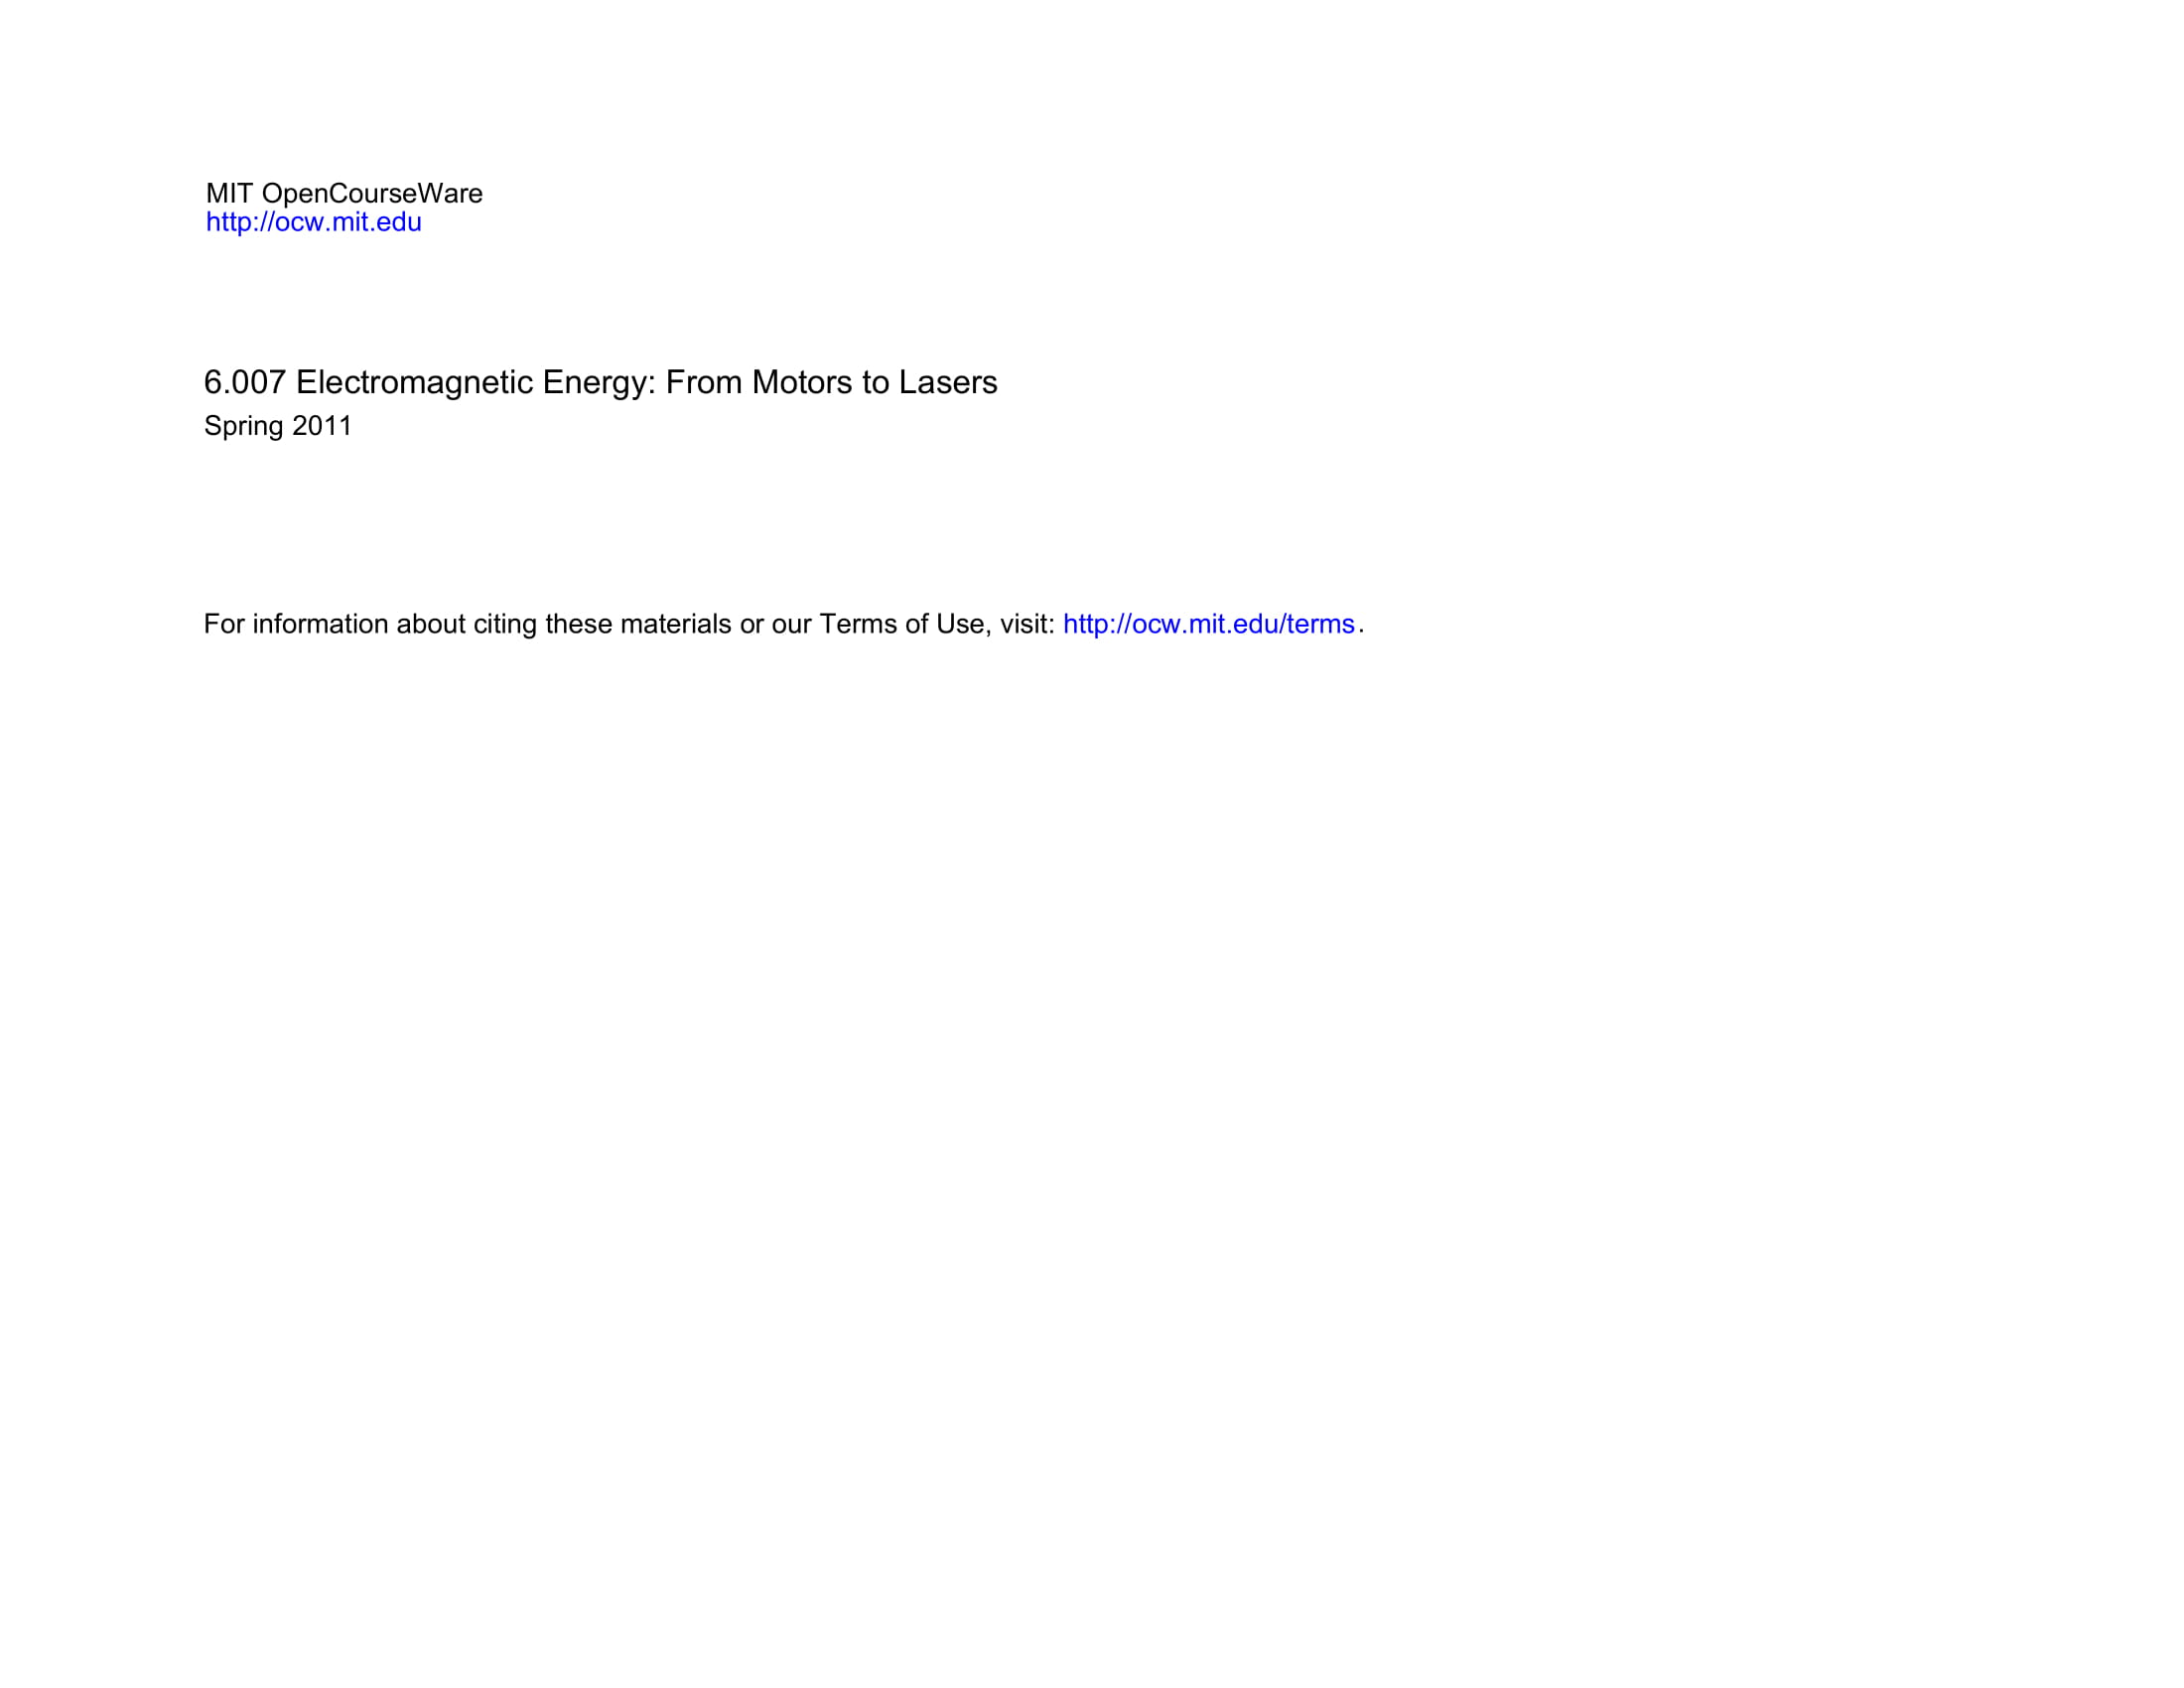 MIT OpenCourseWare
http://ocw.mit.edu
6.007 Electromagnetic Energy: From Motors to Lasers
Spring 2011
For information about citing these materials or our Terms of Use, visit: http://ocw.mit.edu/terms.